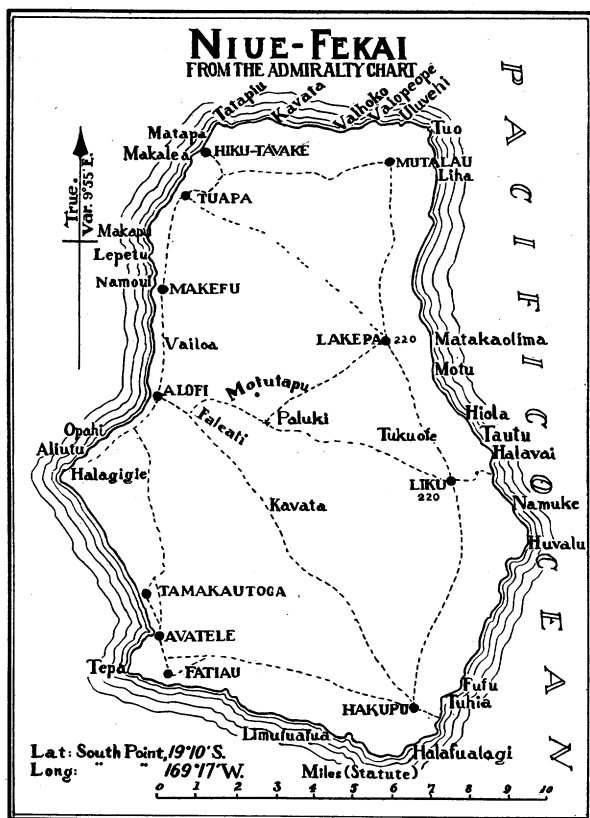 NIUE-FEKAI
FROM THE ADMIRALTY CHART
PACIFIC OCEAN
True.
Var. 9°55' E.
Tatapiu
Kavata
Vaihoko
Valopeope
Uluvehi
Tuo
Matapa
Makalea
HIKU-TAVAKE
MUTALAU
Liha
TUAPA
Makapu
Lepetu
Namoui
MAKEFU
Vailoa
LAKEPA 220
Matakaolima
Motu
ALOFI
Motutapu
Faleati
Paluki
Hiola
Opahi
Aliutu
Tukuofe
Tautu
Halavai
Halagigie
LIKU
220
Kavata
Namuke
Huvalu
TAMAKAUTOGA
AVATELE
Tepa
FATIAU
Fufu
HAKUPU
Tuhia
Limufuafua
Halafualagi
Lat: South Point, 19°10' S.
Long: " " 169°17' W.
Miles (Statute)
0 1 2 3 4 5 6 7 8 9 10